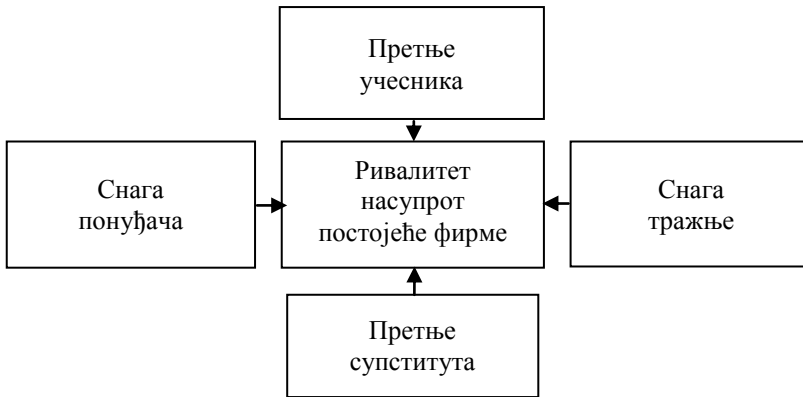 Претње
учесника
Снага
понуђача
Ривалитет
насупрот
постојеће фирме
Снага
тражње
Претње
супститута